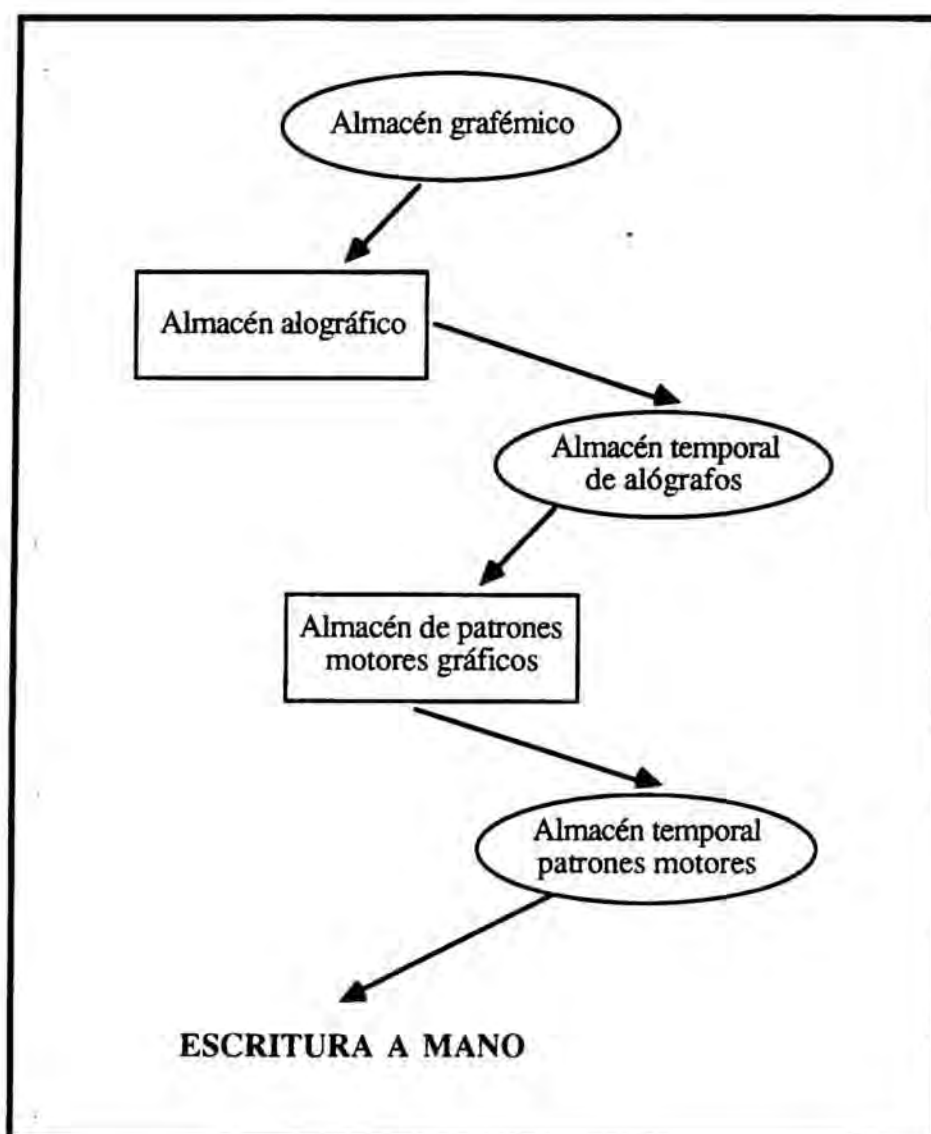 Almacén grafémico
Almacén alográfico
Almacén temporal
de alógrafos
Almacén de patrones
motores gráficos
Almacén temporal
patrones motores
ESCRITURA A MANO